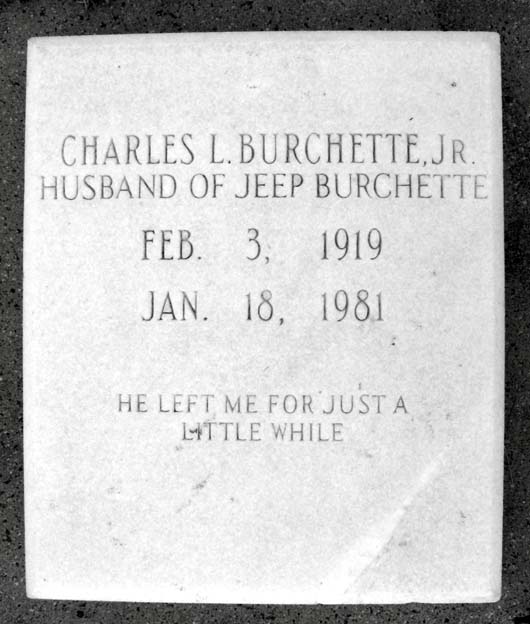 CHARLES L. BURCHETTE, JR.
HUSBAND OF JEEP BURCHETTE
FEB. 3, 1919
JAN. 18, 1981
HE LEFT ME FOR JUST A
LITTLE WHILE